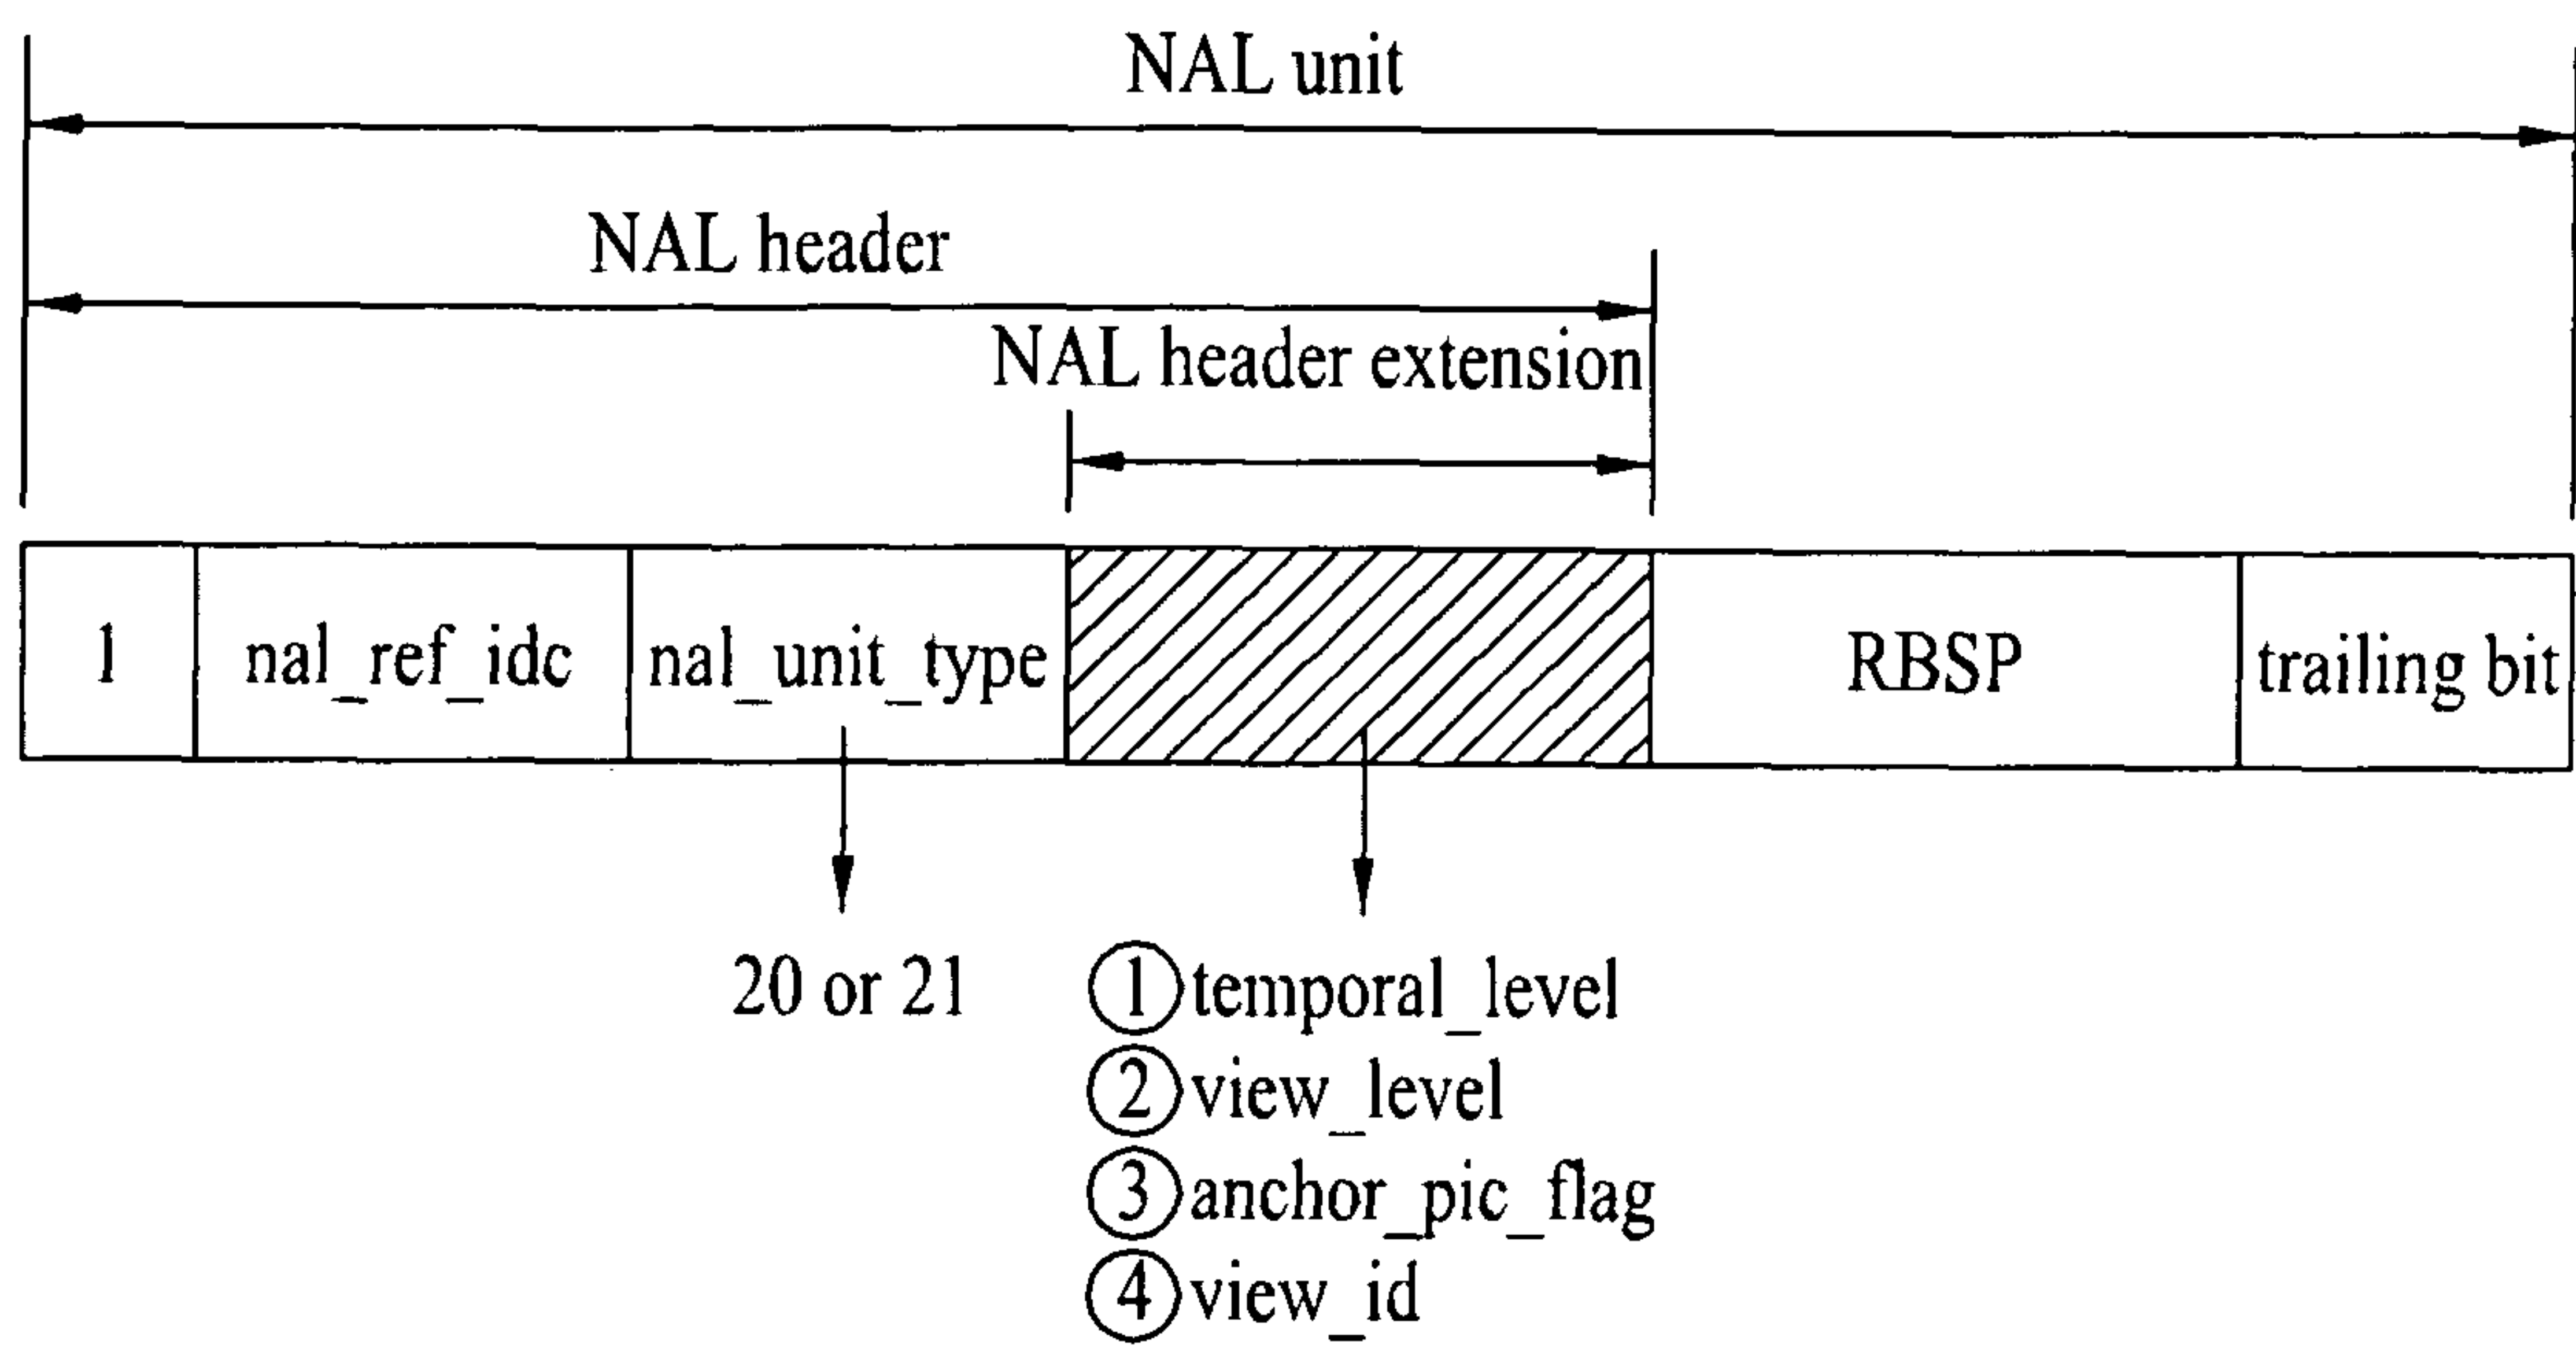 NAL unit
NAL header
NAL header extension
1 nal_ref_idc nal_unit_type RBSP trailing bit
20 or 21
①temporal_level
②view_level
③anchor_pic_flag
④view_id